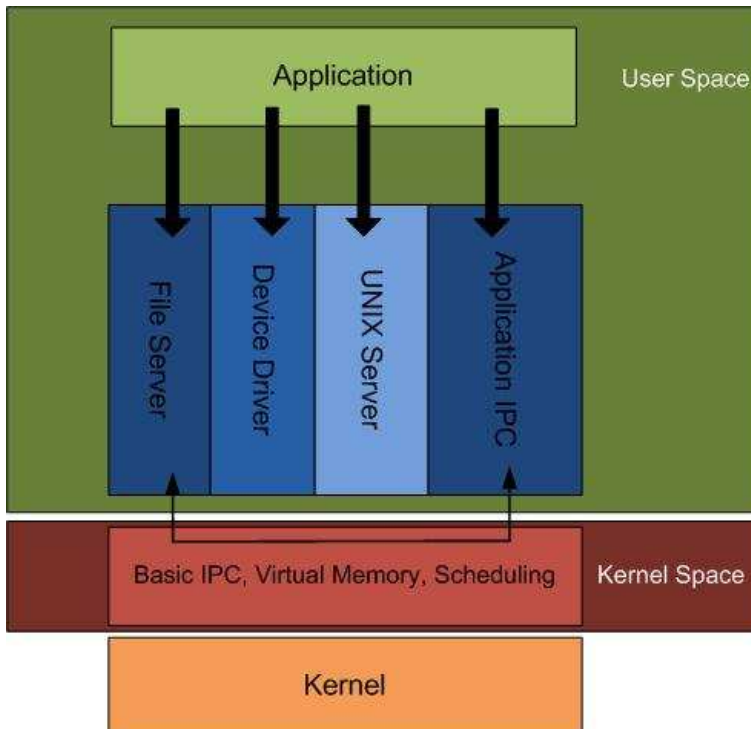 Application
User Space
File Server
Device Driver
UNIX Server
Application IPC
Basic IPC, Virtual Memory, Scheduling
Kernel Space
Kernel